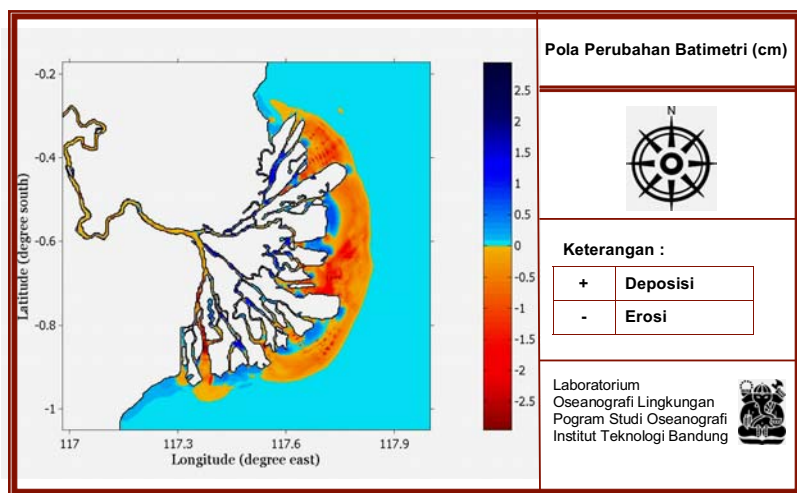 Pola Perubahan Batimetri (cm)
N
Keterangan :
+ Deposisi
- Erosi
Laboratorium
Oseanografi Lingkungan
Pogram Studi Oseanografi
Institut Teknologi Bandung
Latitude (degree south)
-0.2
-0.4
-0.6
-0.8
-1
117 117.3 117.6 117.9
Longitude (degree east)
2.5
2
1.5
1
0.5
0
-0.5
-1
-1.5
-2
-2.5